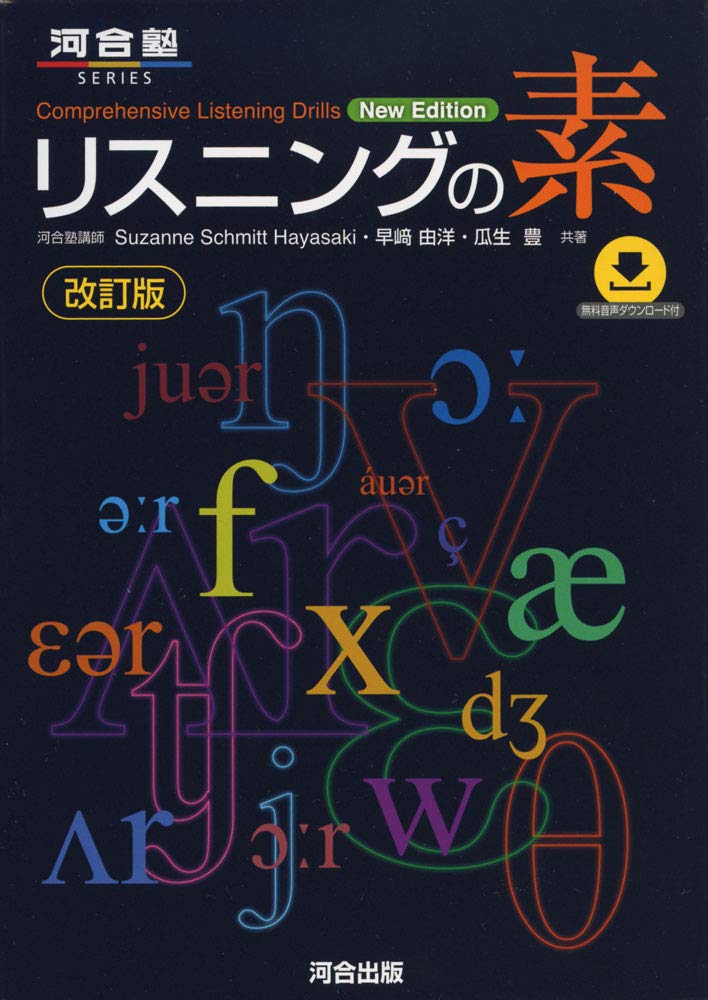 河合塾
SERIES
Comprehensive Listening Drills New Edition
リスニングの素
河合塾講師 Suzanne Schmitt Hayasaki・早﨑 由洋・瓜生 豊 共著
改訂版
無料音声ダウンロード付
juər
ŋ
ɔː
V
əːr
f
áuər
ç
Λr
æ
ɛər
ʧ
x
ε
dʒ
ʌr
j
ɔːr
w
θ
河合出版